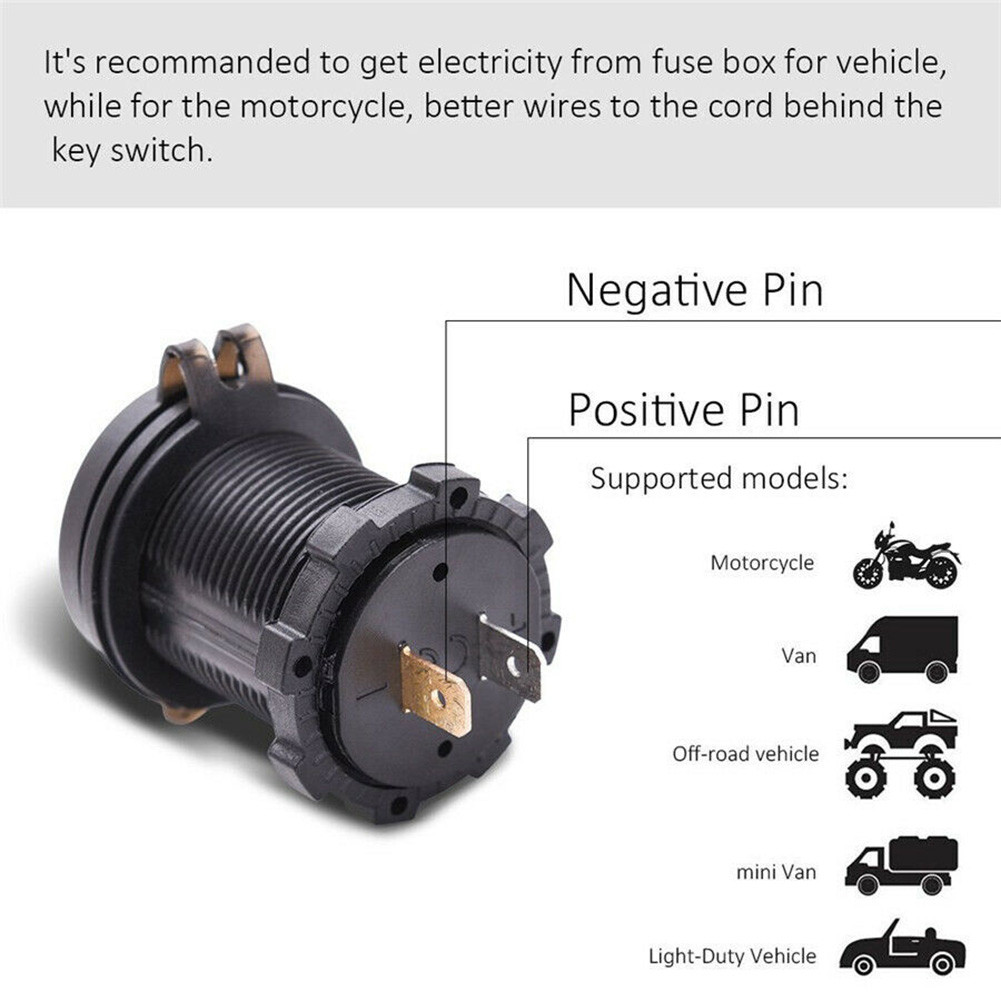 It's recommanded to get electricity from fuse box for vehicle,
while for the motorcycle, better wires to the cord behind the
key switch.
Negative Pin
Positive Pin
Supported models:
Motorcycle
Van
Off-road vehicle
mini Van
Light-Duty Vehicle